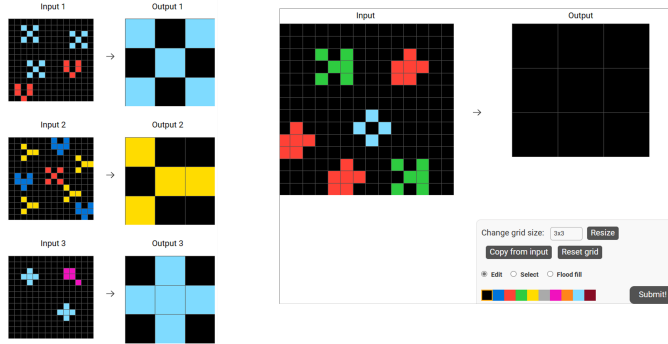 Input 1
Output 1
→
Input 2
Output 2
→
Input 3
Output 3
→
Input
Output
→
Change grid size: 3x3 Resize
Copy from input Reset grid
Edit Select Flood fill
Submit!